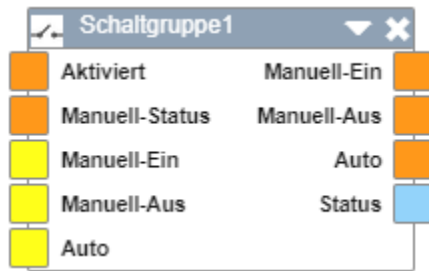 Schaltgruppe1
Aktiviert Manuell-Ein
Manuell-Status Manuell-Aus
Manuell-Ein Auto
Manuell-Aus Status
Auto